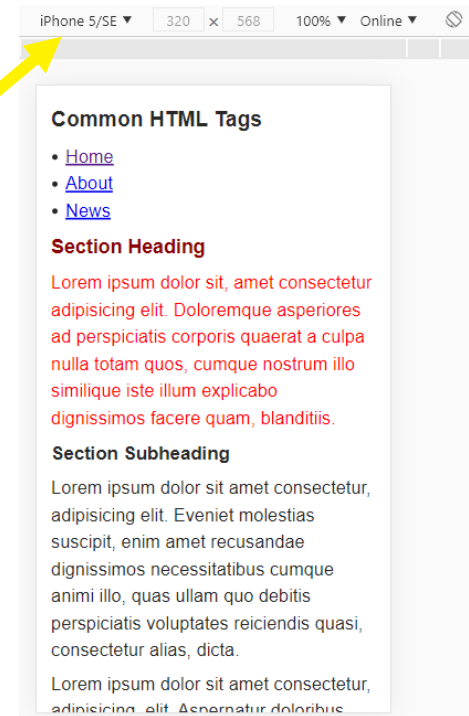 iPhone 5/SE ▼ 320 × 568 100% ▼ Online ▼
Common HTML Tags
• Home
• About
• News
Section Heading
Lorem ipsum dolor sit, amet consectetur
adipisicing elit. Doloremque asperiores
ad perspiciatis corporis quaerat a culpa
nulla totam quos, cumque nostrum illo
similique iste illum explicabo
dignissimos facere quam, blanditiis.
Section Subheading
Lorem ipsum dolor sit amet consectetur,
adipisicing elit. Eveniet molestias
suscipit, enim amet recusandae
dignissimos necessitatibus cumque
animi illo, quas ullam quo debitis
perspiciatis voluptates reiciendis quasi,
consectetur alias, dicta.
Lorem ipsum dolor sit amet consectetur,
adipisicing, elit. Aspernatur doloribus